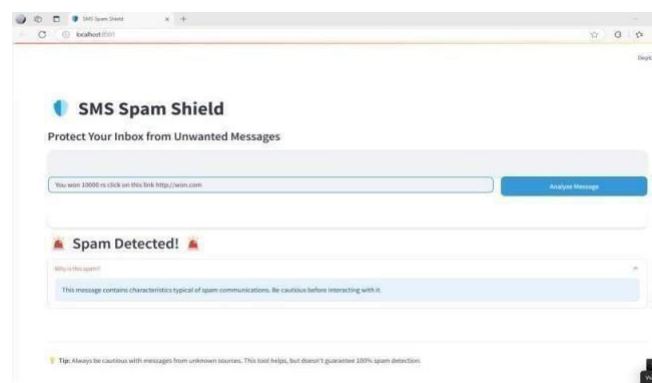 SMS Spam Shield
localhost:8501
Deplo
SMS Spam Shield
Protect Your Inbox from Unwanted Messages
You won 10000 rs click on this link http://won.com
Analyze Message
Spam Detected!
Why is this spam?
This message contains characteristics typical of spam communications. Be cautious before interacting with it.
Tip: Always be cautious with messages from unknown sources. This tool helps, but doesn't guarantee 100% spam detection.